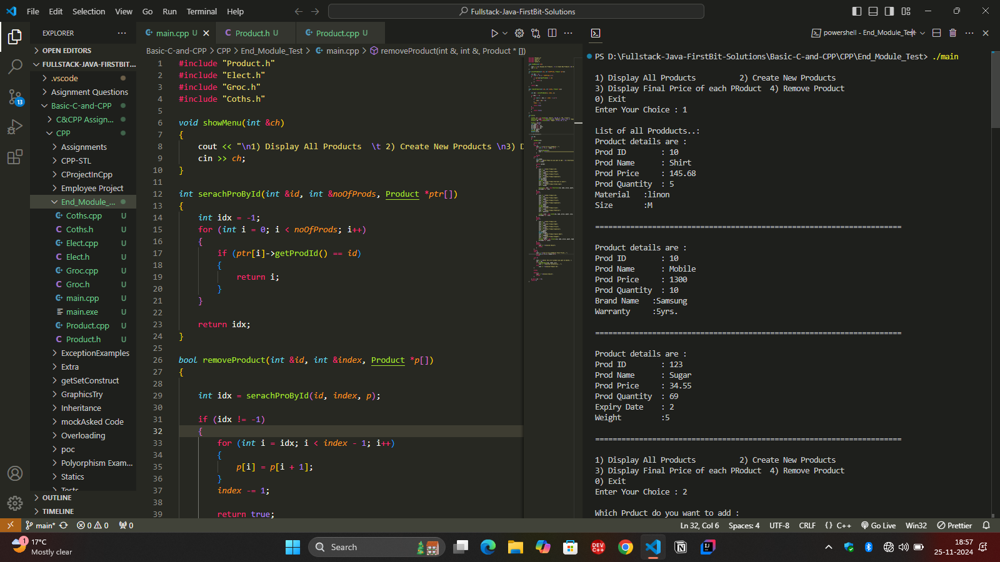 File Edit Selection View Go Run Terminal Help
Fullstack-Java-FirstBit-Solutions
EXPLORER
OPEN EDITORS
FULLSTACK-JAVA-FIRSTBIT...
.vscode
Asignment Questions
Basic-C-and-CPP
C&CPP Assign...
CPP
Assignments
CPP-STL
CProjectInCpp
Employee Project
End_Module_...
Coths.cpp U
Coths.h U
Elect.cpp U
Elect.h U
Groc.cpp U
Groc.h U
main.cpp U
main.exe U
Product.cpp U
Product.h U
ExceptionExamples
Extra
getSetConstruct
GraphicsTry
Inheritance
mockAsked Code
Overloading
poc
Polyorphism Exam...
Statics
Tests
OUTLINE
TIMELINE
13
main.cpp U
Product.h U
Product.cpp U
Basic-C-and-CPP > CPP > End_Module_Test > main.cpp > removeProduct(int &, int &, Product * [])
1 #include "Product.h"
2 #include "Elect.h"
3 #include "Groc.h"
4 #include "Coths.h"
5
6 void showMenu(int &ch)
7 {
8 cout << "\n1) Display All Products  \t 2) Create New Products \n3) D
9 cin >> ch;
10 }
11
12 int serachProById(int &id, int &noOfProds, Product *ptr[])
13 {
14 int idx = -1;
15 for (int i = 0; i < noOfProds; i++)
16 {
17 if (ptr[i]->getProdId() == id)
18 {
19 return i;
20 }
21 }
22
23 return idx;
24 }
25
26 bool removeProduct(int &id, int &index, Product *p[])
27 {
28
29 int idx = serachProById(id, index, p);
30
31 if (idx != -1)
32 {
33 for (int i = idx; i < index - 1; i++)
34 {
35 p[i] = p[i + 1];
36 }
37 index -= 1;
38
39 return true;
powershell - End_Module_Test
PS D:\Fullstack-Java-FirstBit-Solutions\Basic-C-and-CPP\CPP\End_Module_Test> ./main
1) Display All Products          2) Create New Products
3) Display Final Price of each PRoduct  4) Remove Product
0) Exit
Enter Your Choice : 1
List of all Prodducts..:
Product details are :
Prod ID        : 10
Prod Name      : Shirt
Prod Price     : 145.68
Prod Quantity  : 5
Material   :linon
Size       :M
======================================================================
Product details are :
Prod ID        : 10
Prod Name      : Mobile
Prod Price     : 1300
Prod Quantity  : 10
Brand Name   :Samsung
Warranty     :5yrs.
======================================================================
Product details are :
Prod ID        : 123
Prod Name      : Sugar
Prod Price     : 34.55
Prod Quantity  : 69
Expiry Date    : 2
Weight         :5
======================================================================
1) Display All Products          2) Create New Products
3) Display Final Price of each PRoduct  4) Remove Product
0) Exit
Enter Your Choice : 2
Which Prduct do you want to add :
main* 0 0 0
Ln 32, Col 6 Spaces: 4 UTF-8 CRLF {} C++ Go Live Win32 Prettier
1
17°C
Mostly clear
Search
DEV C++
18:57
25-11-2024